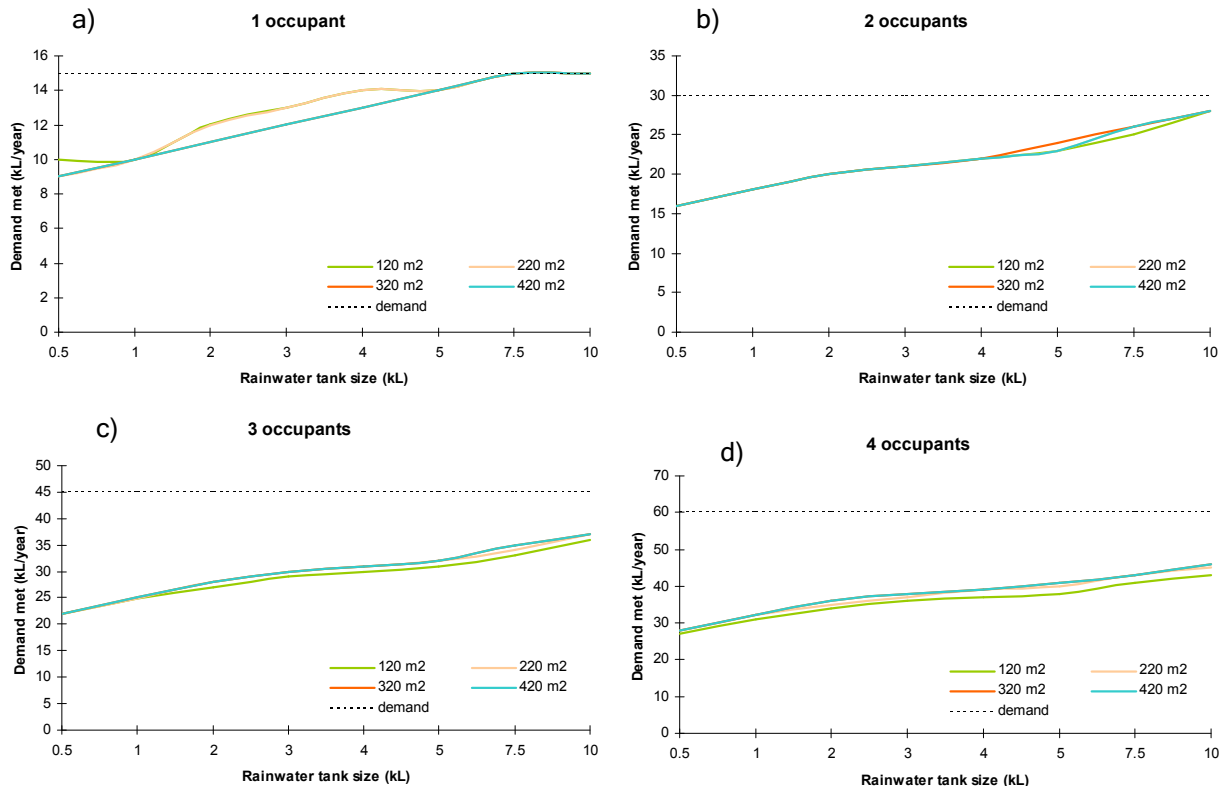 a)
1 occupant
Demand met (kL/year)
16
14
12
10
8
6
4
2
0
120 m2 220 m2
320 m2 420 m2
demand
0.5 1 2 3 4 5 7.5 10
Rainwater tank size (kL)
b)
2 occupants
Demand met (kL/year)
35
30
25
20
15
10
5
0
120 m2 220 m2
320 m2 420 m2
demand
0.5 1 2 3 4 5 7.5 10
Rainwater tank size (kL)
c)
3 occupants
Demand met (kL/year)
50
45
40
35
30
25
20
15
10
5
0
120 m2 220 m2
320 m2 420 m2
demand
0.5 1 2 3 4 5 7.5 10
Rainwater tank size (kL)
d)
4 occupants
Demand met (kL/year)
70
60
50
40
30
20
10
0
120 m2 220 m2
320 m2 420 m2
demand
0.5 1 2 3 4 5 7.5 10
Rainwater tank size (kL)